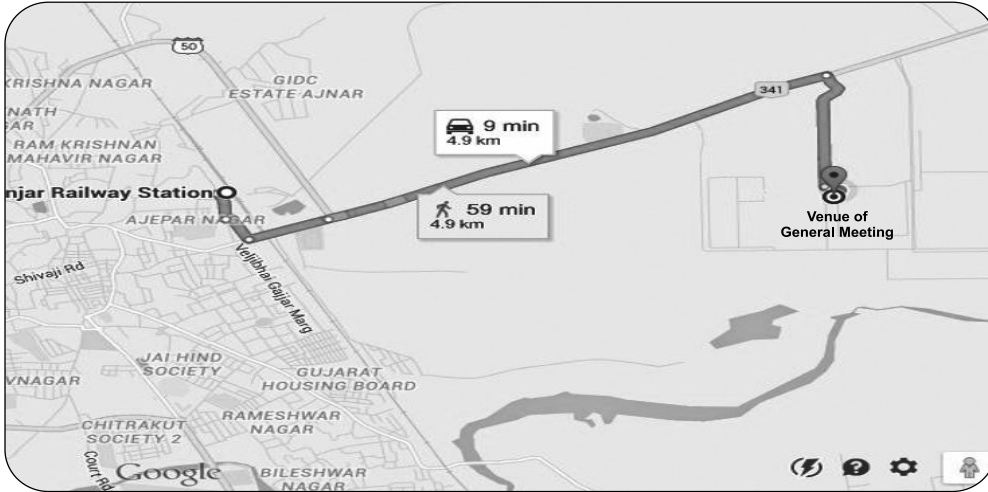 50
KRISHNA NAGAR
GIDC
ESTATE AJNAR
341
NATH
GAR
9 min
4.9 km
RAM KRISHNAN
MAHAVIR NAGAR
njar Railway Station
59 min
4.9 km
AJEPAR NAGAR
Venue of
General Meeting
Veljibhai Gajjar Marg
Shivaji Rd
JAI HIND
SOCIETY
GUJARAT
HOUSING BOARD
VNAGAR
RAMESHWAR
NAGAR
CHITRAKUT
SOCIETY 2
Court Rd
Google
BILESHWAR
NAGAR